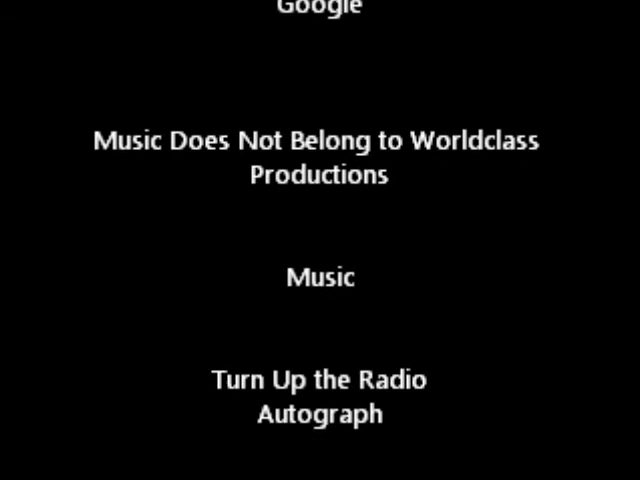 Google
Music Does Not Belong to Worldclass
Productions
Music
Turn Up the Radio
Autograph